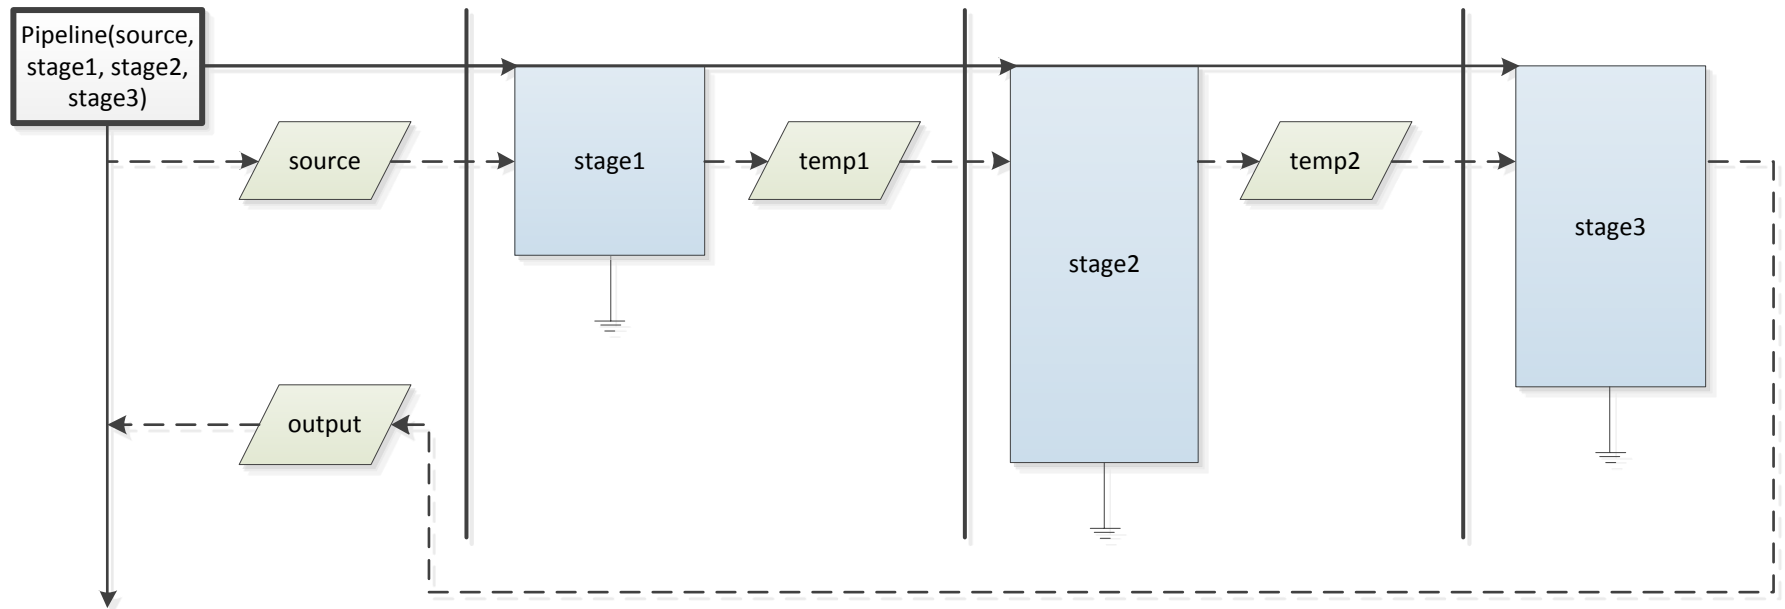 Pipeline(source,
stage1, stage2,
stage3)
source
stage1
temp1
stage2
temp2
stage3
output